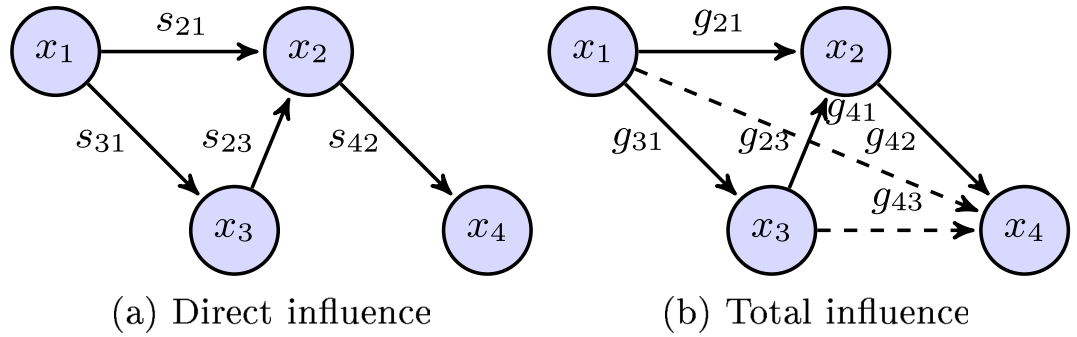 x₁ s₂₁ x₂
s₃₁ s₂₃ s₄₂
x₃ x₄
(a) Direct influence
x₁ g₂₁ x₂
g₄₁
g₃₁ g₂₃ g₄₂
g₄₃
x₃ x₄
(b) Total influence